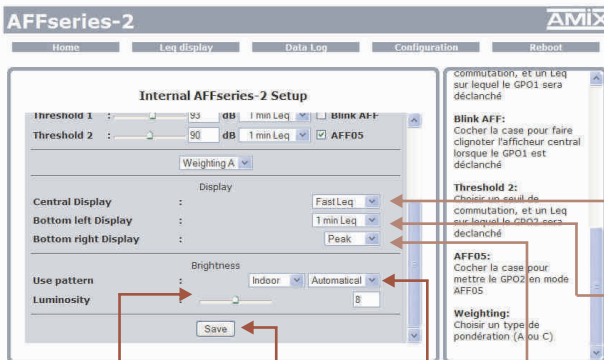 AFFseries-2
AMiX
Home Leq display Data Log Configuration Reboot
Internal AFFseries-2 Setup
Threshold 1 : 93 dB 1 min Leq Blink AFF
Threshold 2 : 90 dB 1 min Leq AFF05
Weighting A
Display
Central Display : Fast Leq
Bottom left Display : 1 min Leq
Bottom right Display : Peak
Brightness
Use pattern : Indoor Automatical
Luminosity : 8
Save
commutation, et un Leq
sur lequel le GPO1 sera
déclanché
Blink AFF:
Cocher la case pour faire
clignoter l'afficheur central
lorsque le GPO1 est
déclanché
Threshold 2:
Choisir un seuil de
commutation, et un Leq
sur lequel le GPO2 sera
declanché
AFF05:
Cocher la case pour
mettre le GPO2 en mode
AFF05
Weighting:
Choisir un type de
pondération (A ou C)